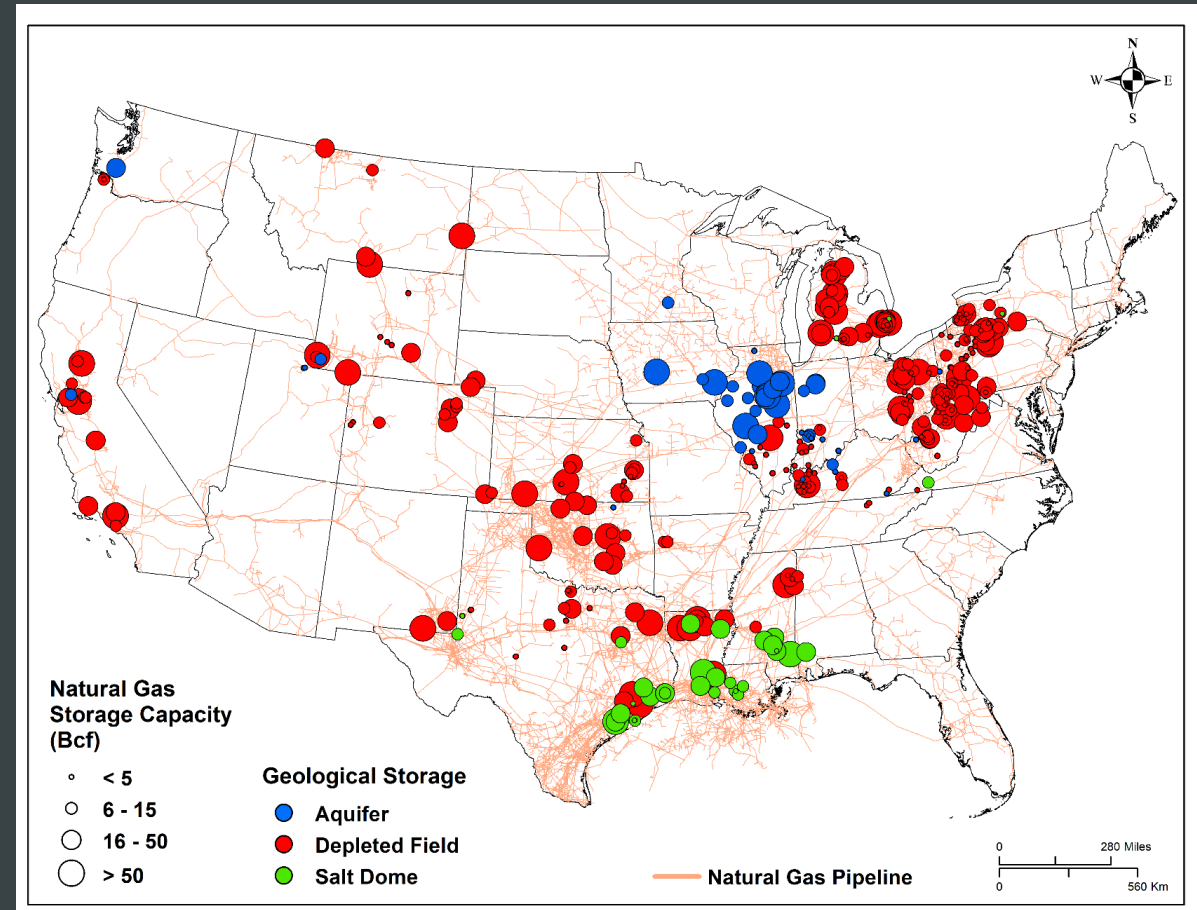 N
W E
S
Natural Gas
Storage Capacity
(Bcf)
< 5
6 - 15
16 - 50
> 50
Geological Storage
Aquifer
Depleted Field
Salt Dome
Natural Gas Pipeline
0 280 Miles
0 560 Km